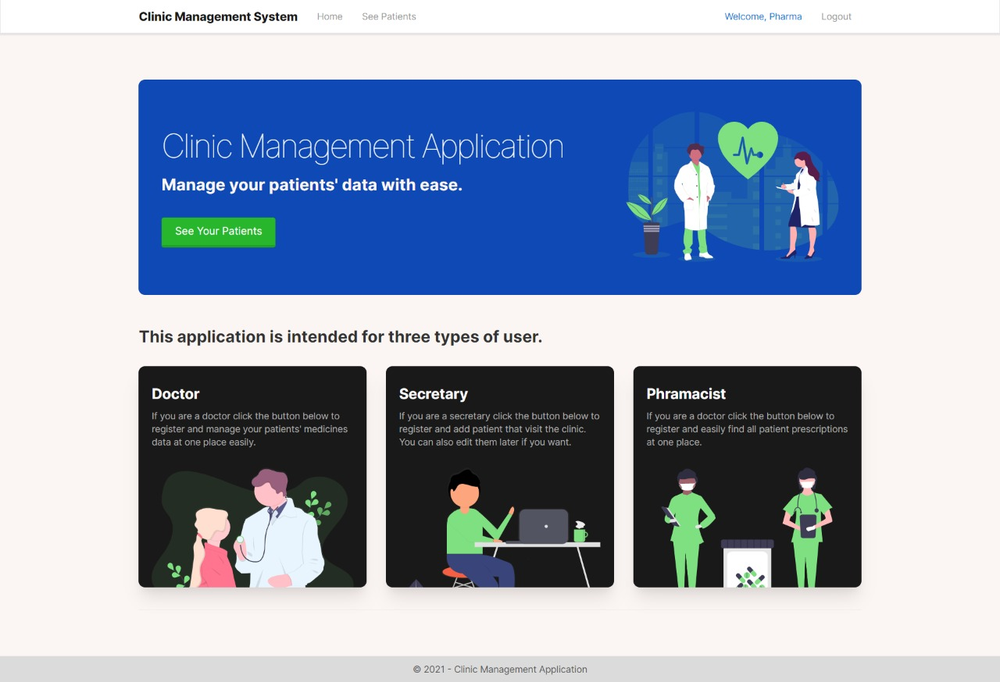 Clinic Management System Home See Patients Welcome, Pharma Logout
Clinic Management Application
Manage your patients' data with ease.
See Your Patients
This application is intended for three types of user.
Doctor
If you are a doctor click the button below to
register and manage your patients' medicines
data at one place easily.
Secretary
If you are a secretary click the button below to
register and add patient that visit the clinic.
You can also edit them later if you want.
Phramacist
If you are a doctor click the button below to
register and easily find all patient prescriptions
at one place.
© 2021 - Clinic Management Application